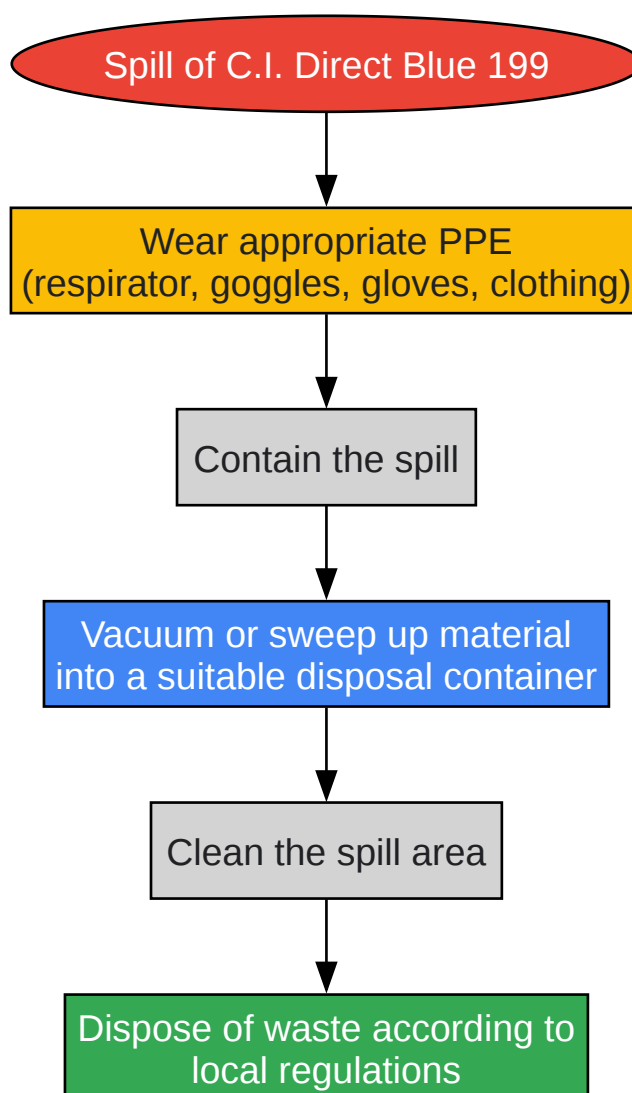 Spill of C.I. Direct Blue 199
Wear appropriate PPE
(respirator, goggles, gloves, clothing)
Contain the spill
Vacuum or sweep up material
into a suitable disposal container
Clean the spill area
Dispose of waste according to
local regulations